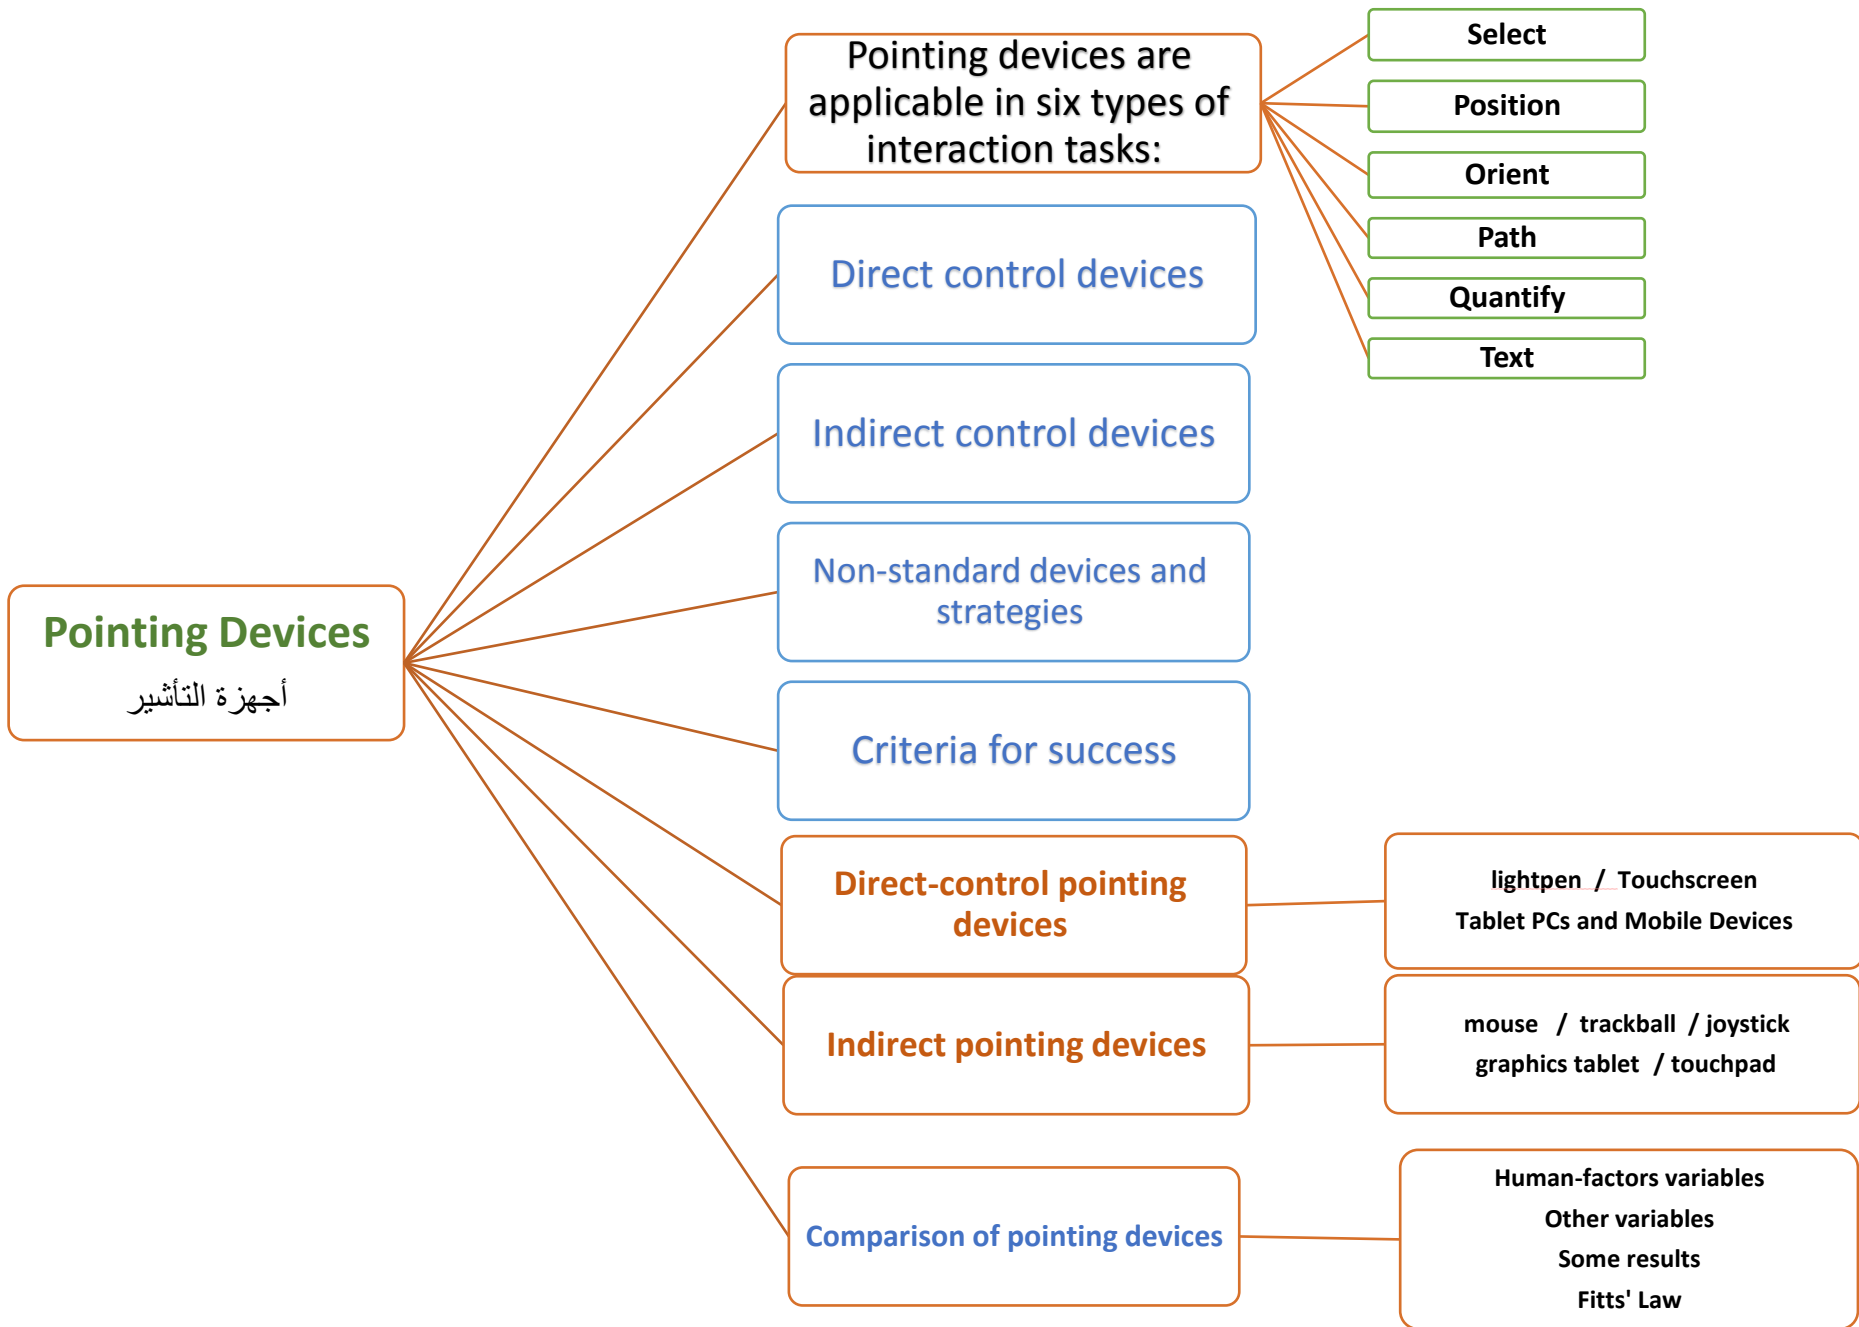 Pointing Devices
أجهزة التأشير
Pointing devices are
applicable in six types of
interaction tasks:
Select
Position
Orient
Path
Quantify
Text
Direct control devices
Indirect control devices
Non-standard devices and
strategies
Criteria for success
Direct-control pointing
devices
lightpen / Touchscreen
Tablet PCs and Mobile Devices
Indirect pointing devices
mouse / trackball / joystick
graphics tablet / touchpad
Comparison of pointing devices
Human-factors variables
Other variables
Some results
Fitts' Law